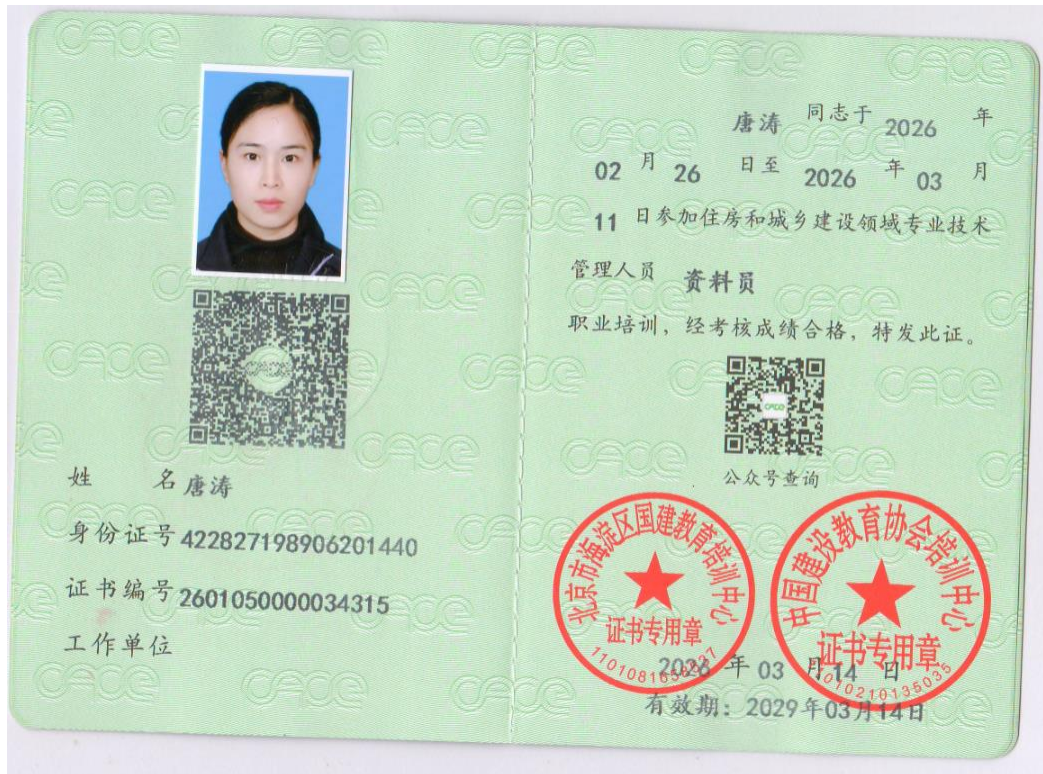 姓 名 唐涛
身份证号 422827198906201440
证书编号 2601050000034315
工作单位
唐涛 同志于 2026 年
02 月 26 日至 2026 年 03 月
11 日参加住房和城乡建设领域专业技术
管理人员 资料员
职业培训，经考核成绩合格，特发此证。
CACE
公众号查询
北京市海淀区国建教育培训中心
证书专用章
中国建设教育协会培训中心
证书专用章
2026 年 03 月 14 日
有效期：2029年03月14日